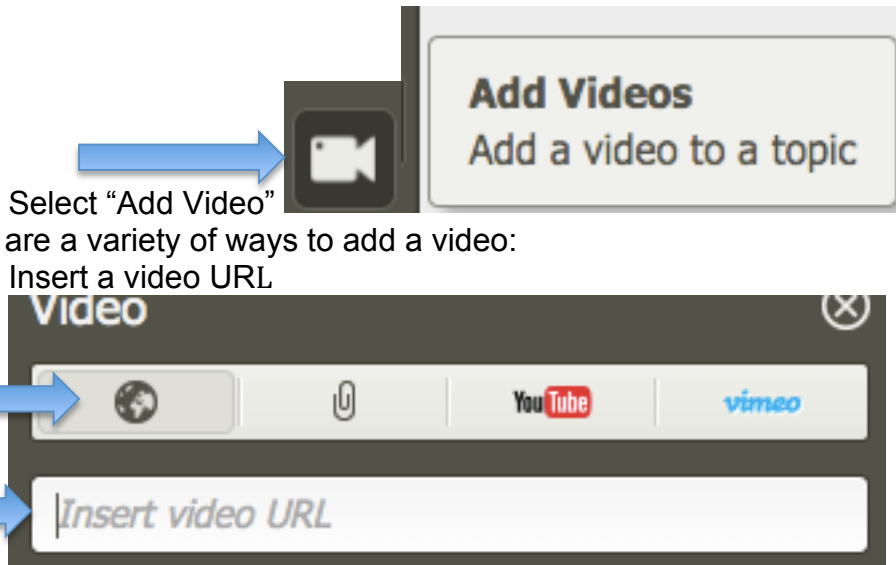 Add Videos
Add a video to a topic
Select “Add Video”
are a variety of ways to add a video:
Insert a video URL
Video
YouTube vimeo
Insert video URL